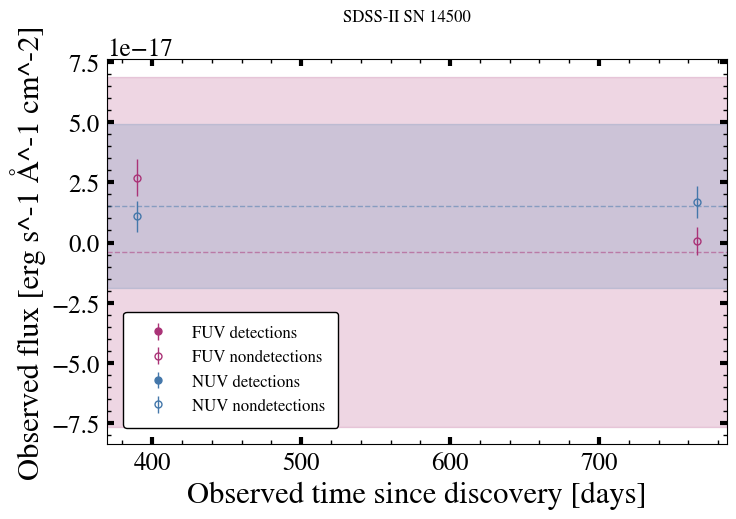 SDSS-II SN 14500
1e−17
7.5
5.0
2.5
0.0
−2.5
−5.0
−7.5
Observed flux [erg s^-1 Å^-1 cm^-2]
FUV detections
FUV nondetections
NUV detections
NUV nondetections
400 500 600 700
Observed time since discovery [days]